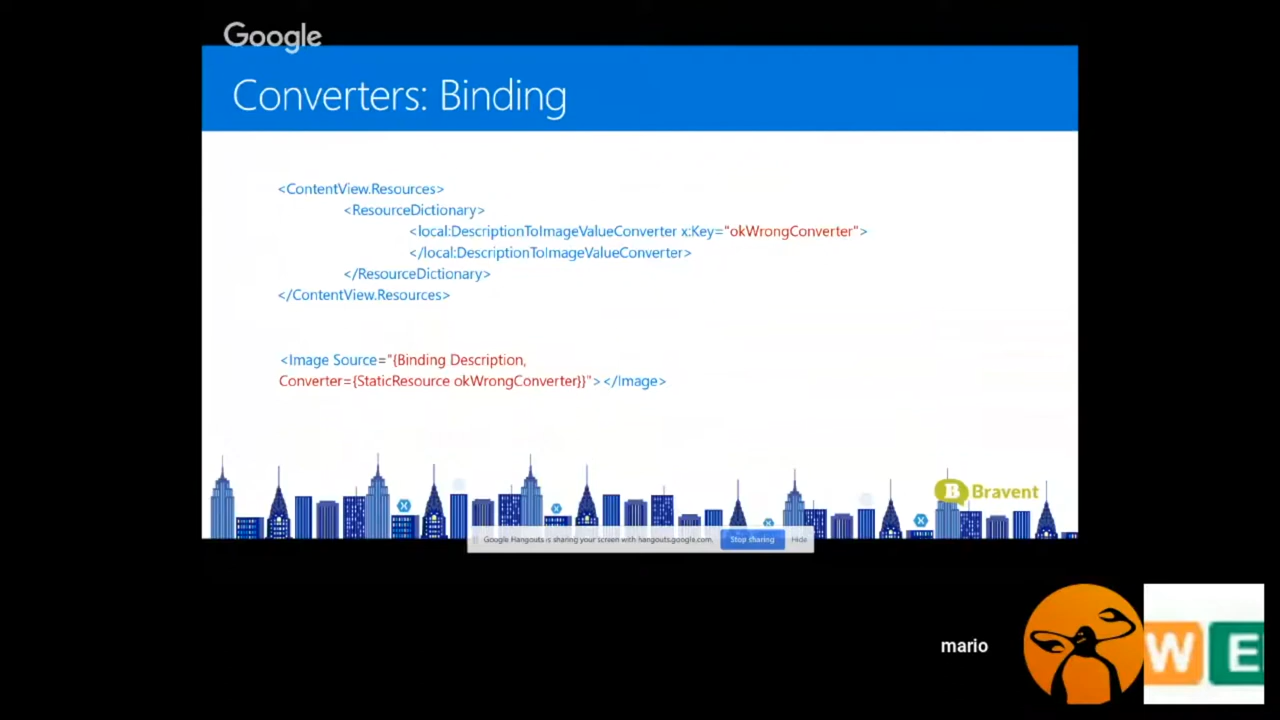 Google
Converters: Binding
<ContentView.Resources>
<ResourceDictionary>
<local:DescriptionToImageValueConverter x:Key="okWrongConverter">
</local:DescriptionToImageValueConverter>
</ResourceDictionary>
</ContentView.Resources>
<Image Source="{Binding Description,
Converter={StaticResource okWrongConverter}}"></Image>
B Bravent
Google Hangouts is sharing your screen with hangouts.google.com. Stop sharing Hide
mario
W E